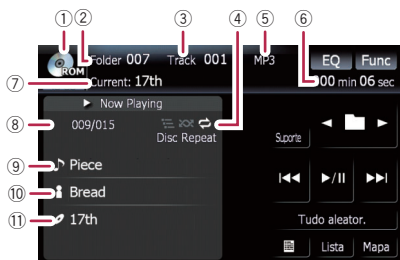 ① ② ③ ④ ⑤ ⑥
ROM Folder 007 Track 001 MP3 EQ Func
⑦ Current: 17th 000 min 06 sec
Now Playing
⑧ 009/015
Disc Repeat Suporte
⑨ Piece
⑩ Bread
⑪ 17th Tudo aleator.
Lista Mapa